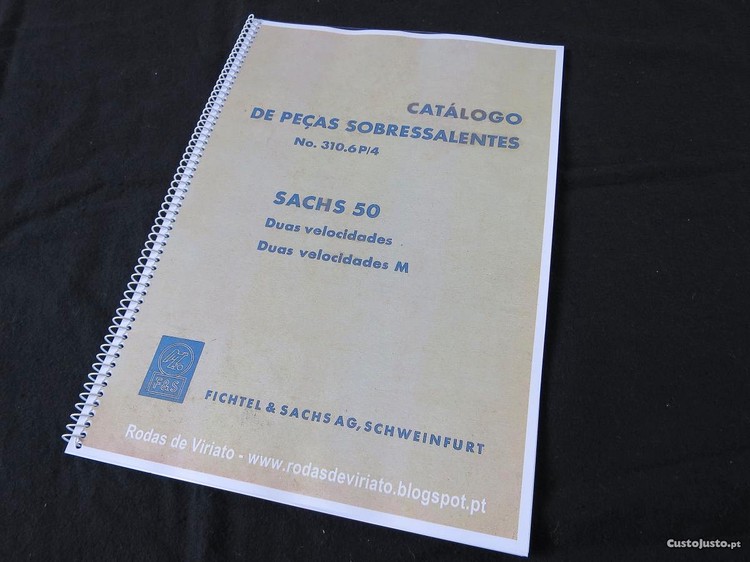 CATÁLOGO
DE PEÇAS SOBRESSALENTES
No. 310.6P/4
SACHS 50
Duas velocidades
Duas velocidades M
F&S
FICHTEL & SACHS AG, SCHWEINFURT
Rodas de Viriato - www.rodasdeviriato.blogspot.pt
CustoJusto.pt